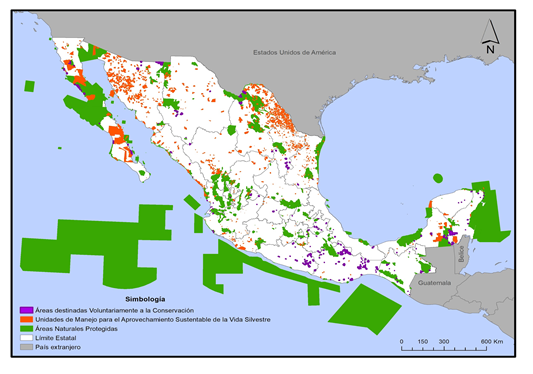 Estados Unidos de América
N
Belice
Guatemala
Simbología
Áreas destinadas Voluntariamente a la Conservación
Unidades de Manejo para el Aprovechamiento Sustentable de la Vida Silvestre
Áreas Naturales Protegidas
Límite Estatal
País extranjero
0 150 300 600 Km